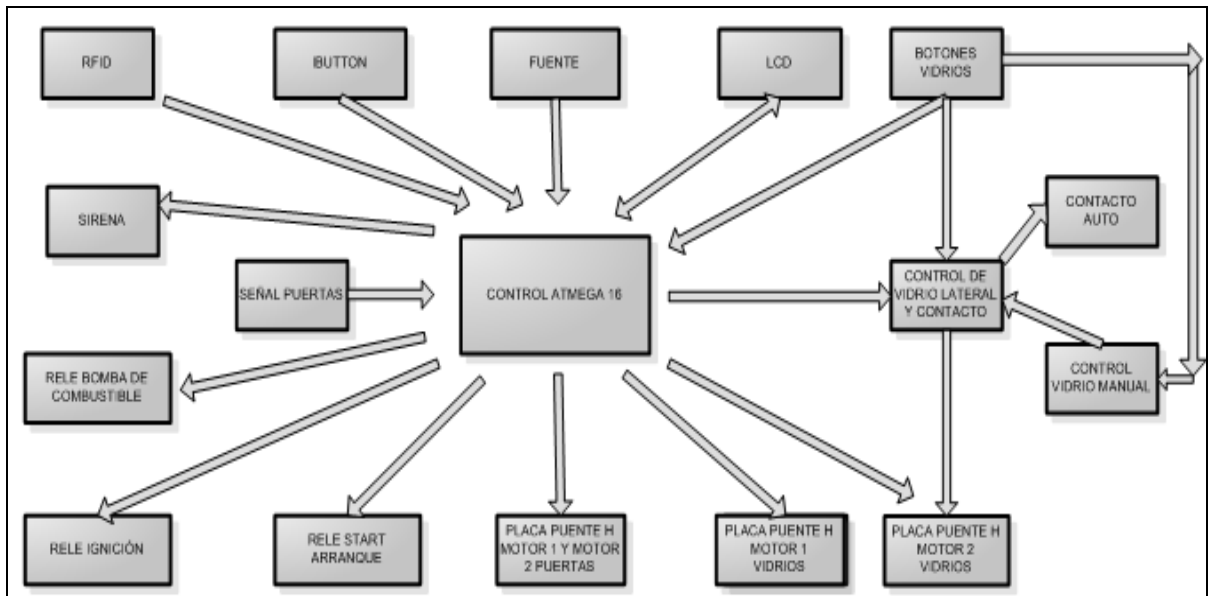 RFID
IBUTTON
FUENTE
LCD
BOTONES
VIDRIOS
SIRENA
CONTACTO
AUTO
SEÑAL PUERTAS
CONTROL ATMEGA 16
CONTROL DE
VIDRIO LATERAL
Y CONTACTO
RELE BOMBA DE
COMBUSTIBLE
CONTROL
VIDRIO MANUAL
RELE IGNICIÓN
RELE START
ARRANQUE
PLACA PUENTE H
MOTOR 1 Y MOTOR
2 PUERTAS
PLACA PUENTE H
MOTOR 1
VIDRIOS
PLACA PUENTE H
MOTOR 2
VIDRIOS